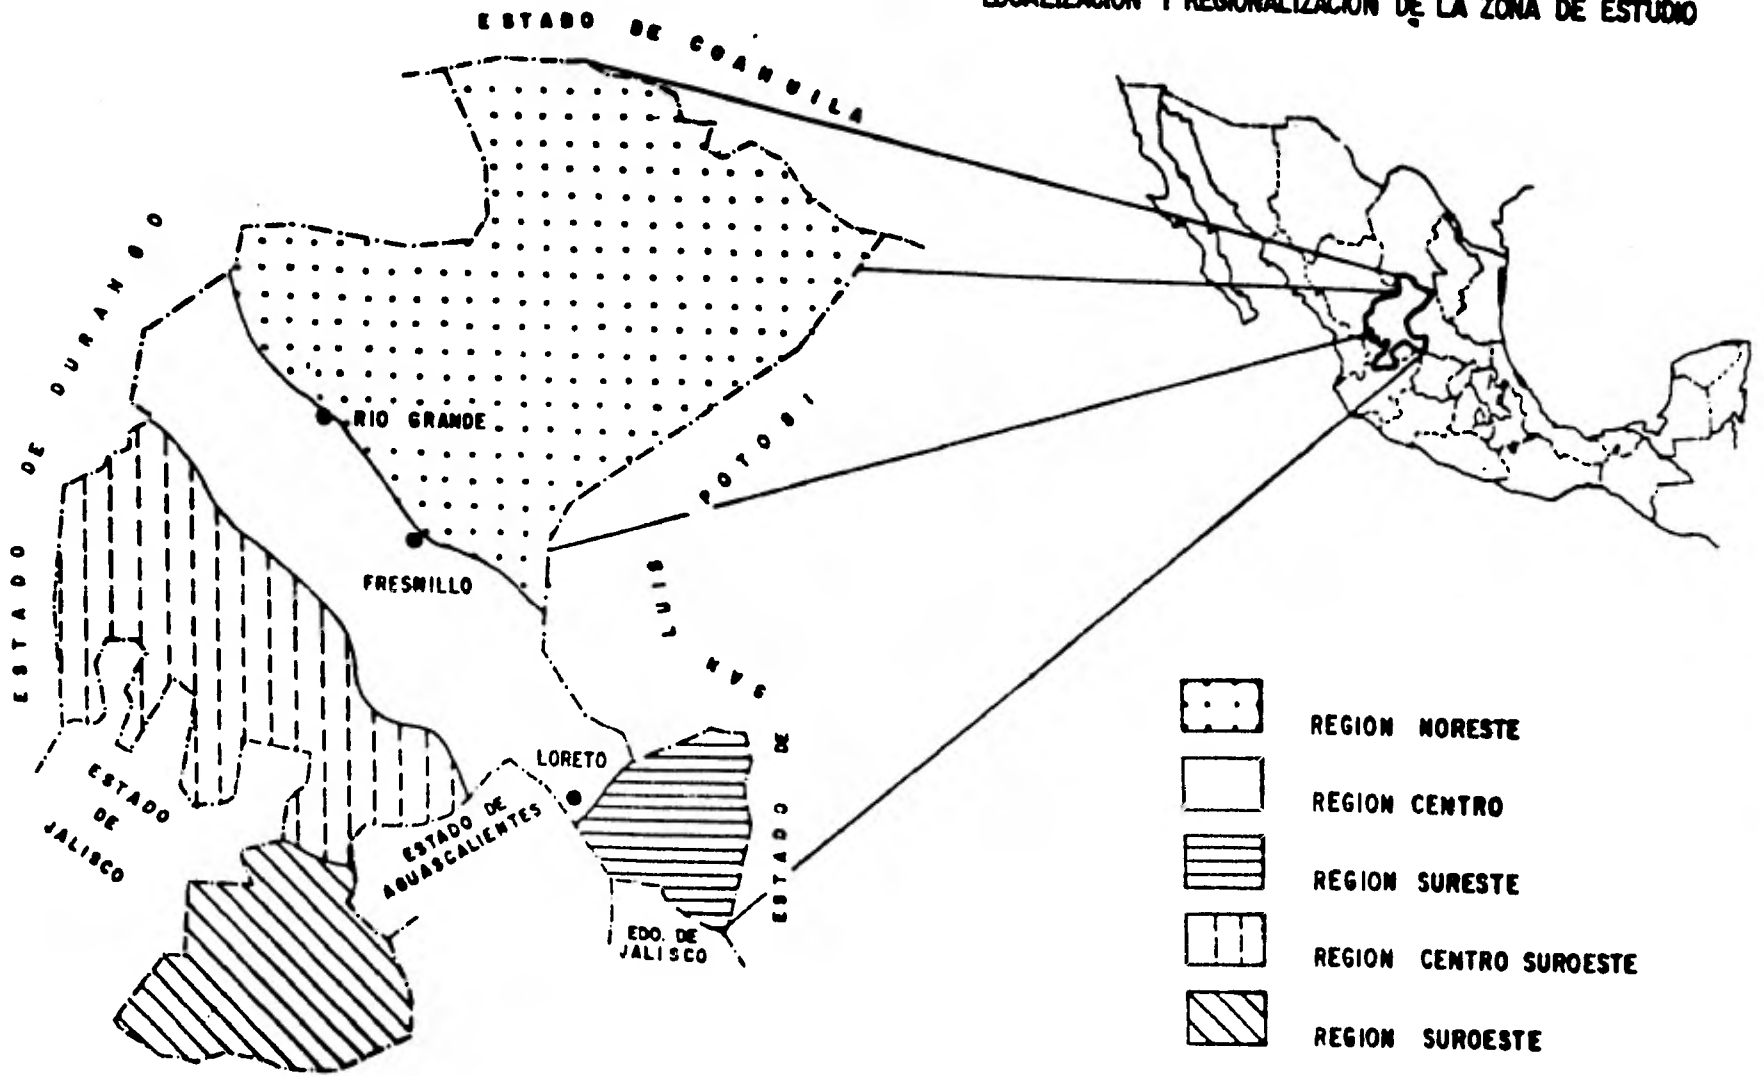 LOCALIZACION Y REGIONALIZACION DE LA ZONA DE ESTUDIO
ESTADO DE COAHUILA
ESTADO DE DURANGO
RIO GRANDE
FRESNILLO
ESTADO DE SAN LUIS POTOSI
LORETO
ESTADO
DE
JALISCO
ESTADO DE
AGUASCALIENTES
EDO. DE
JALISCO
REGION NORESTE
REGION CENTRO
REGION SURESTE
REGION CENTRO SUROESTE
REGION SUROESTE